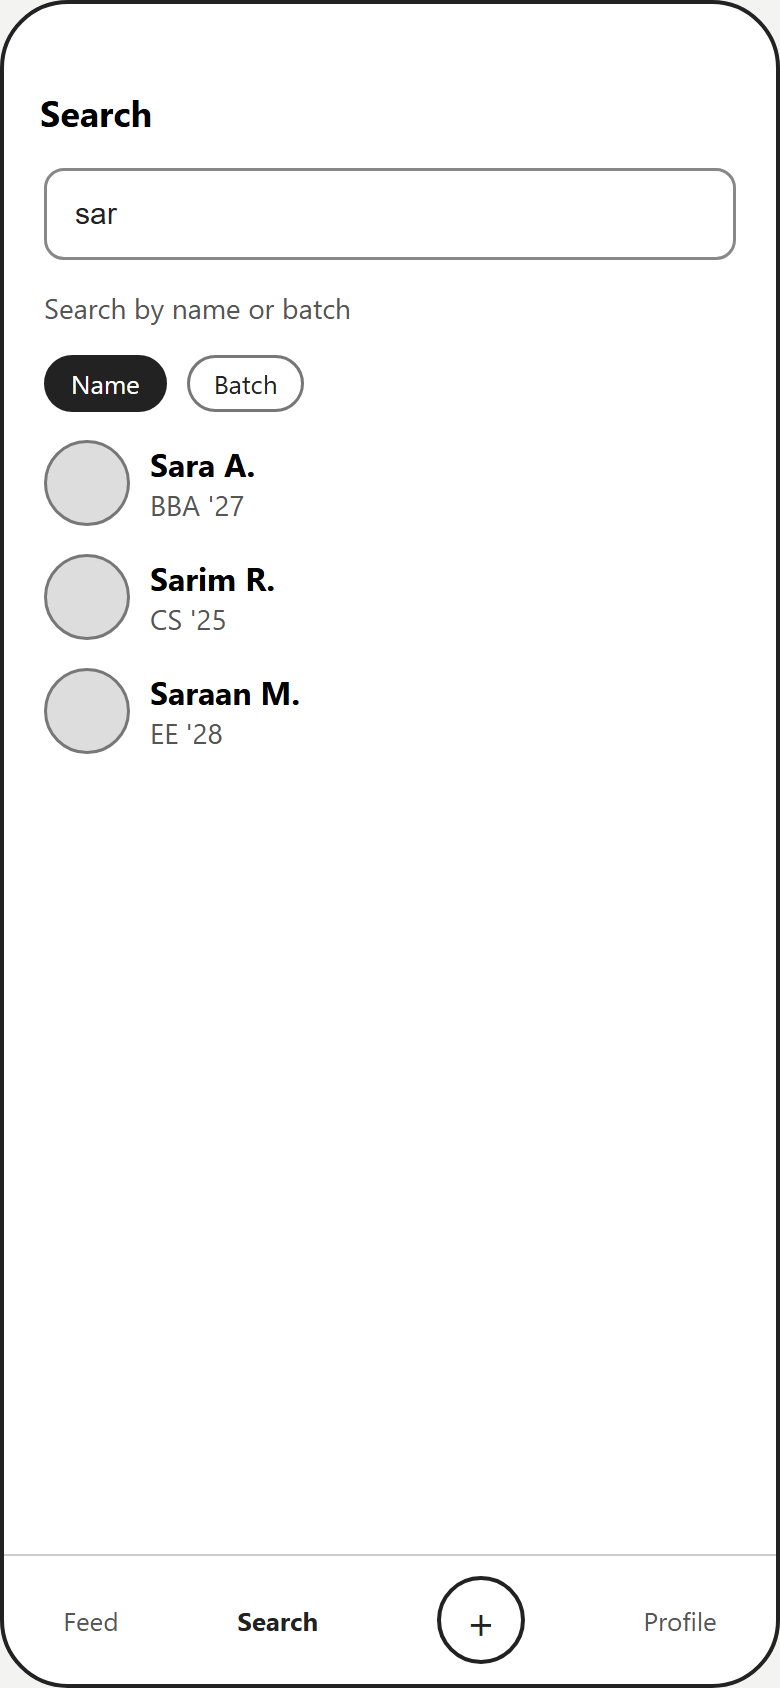 Search
sar
Search by name or batch
Name Batch
Sara A.
BBA '27
Sarim R.
CS '25
Saraan M.
EE '28
Feed Search + Profile